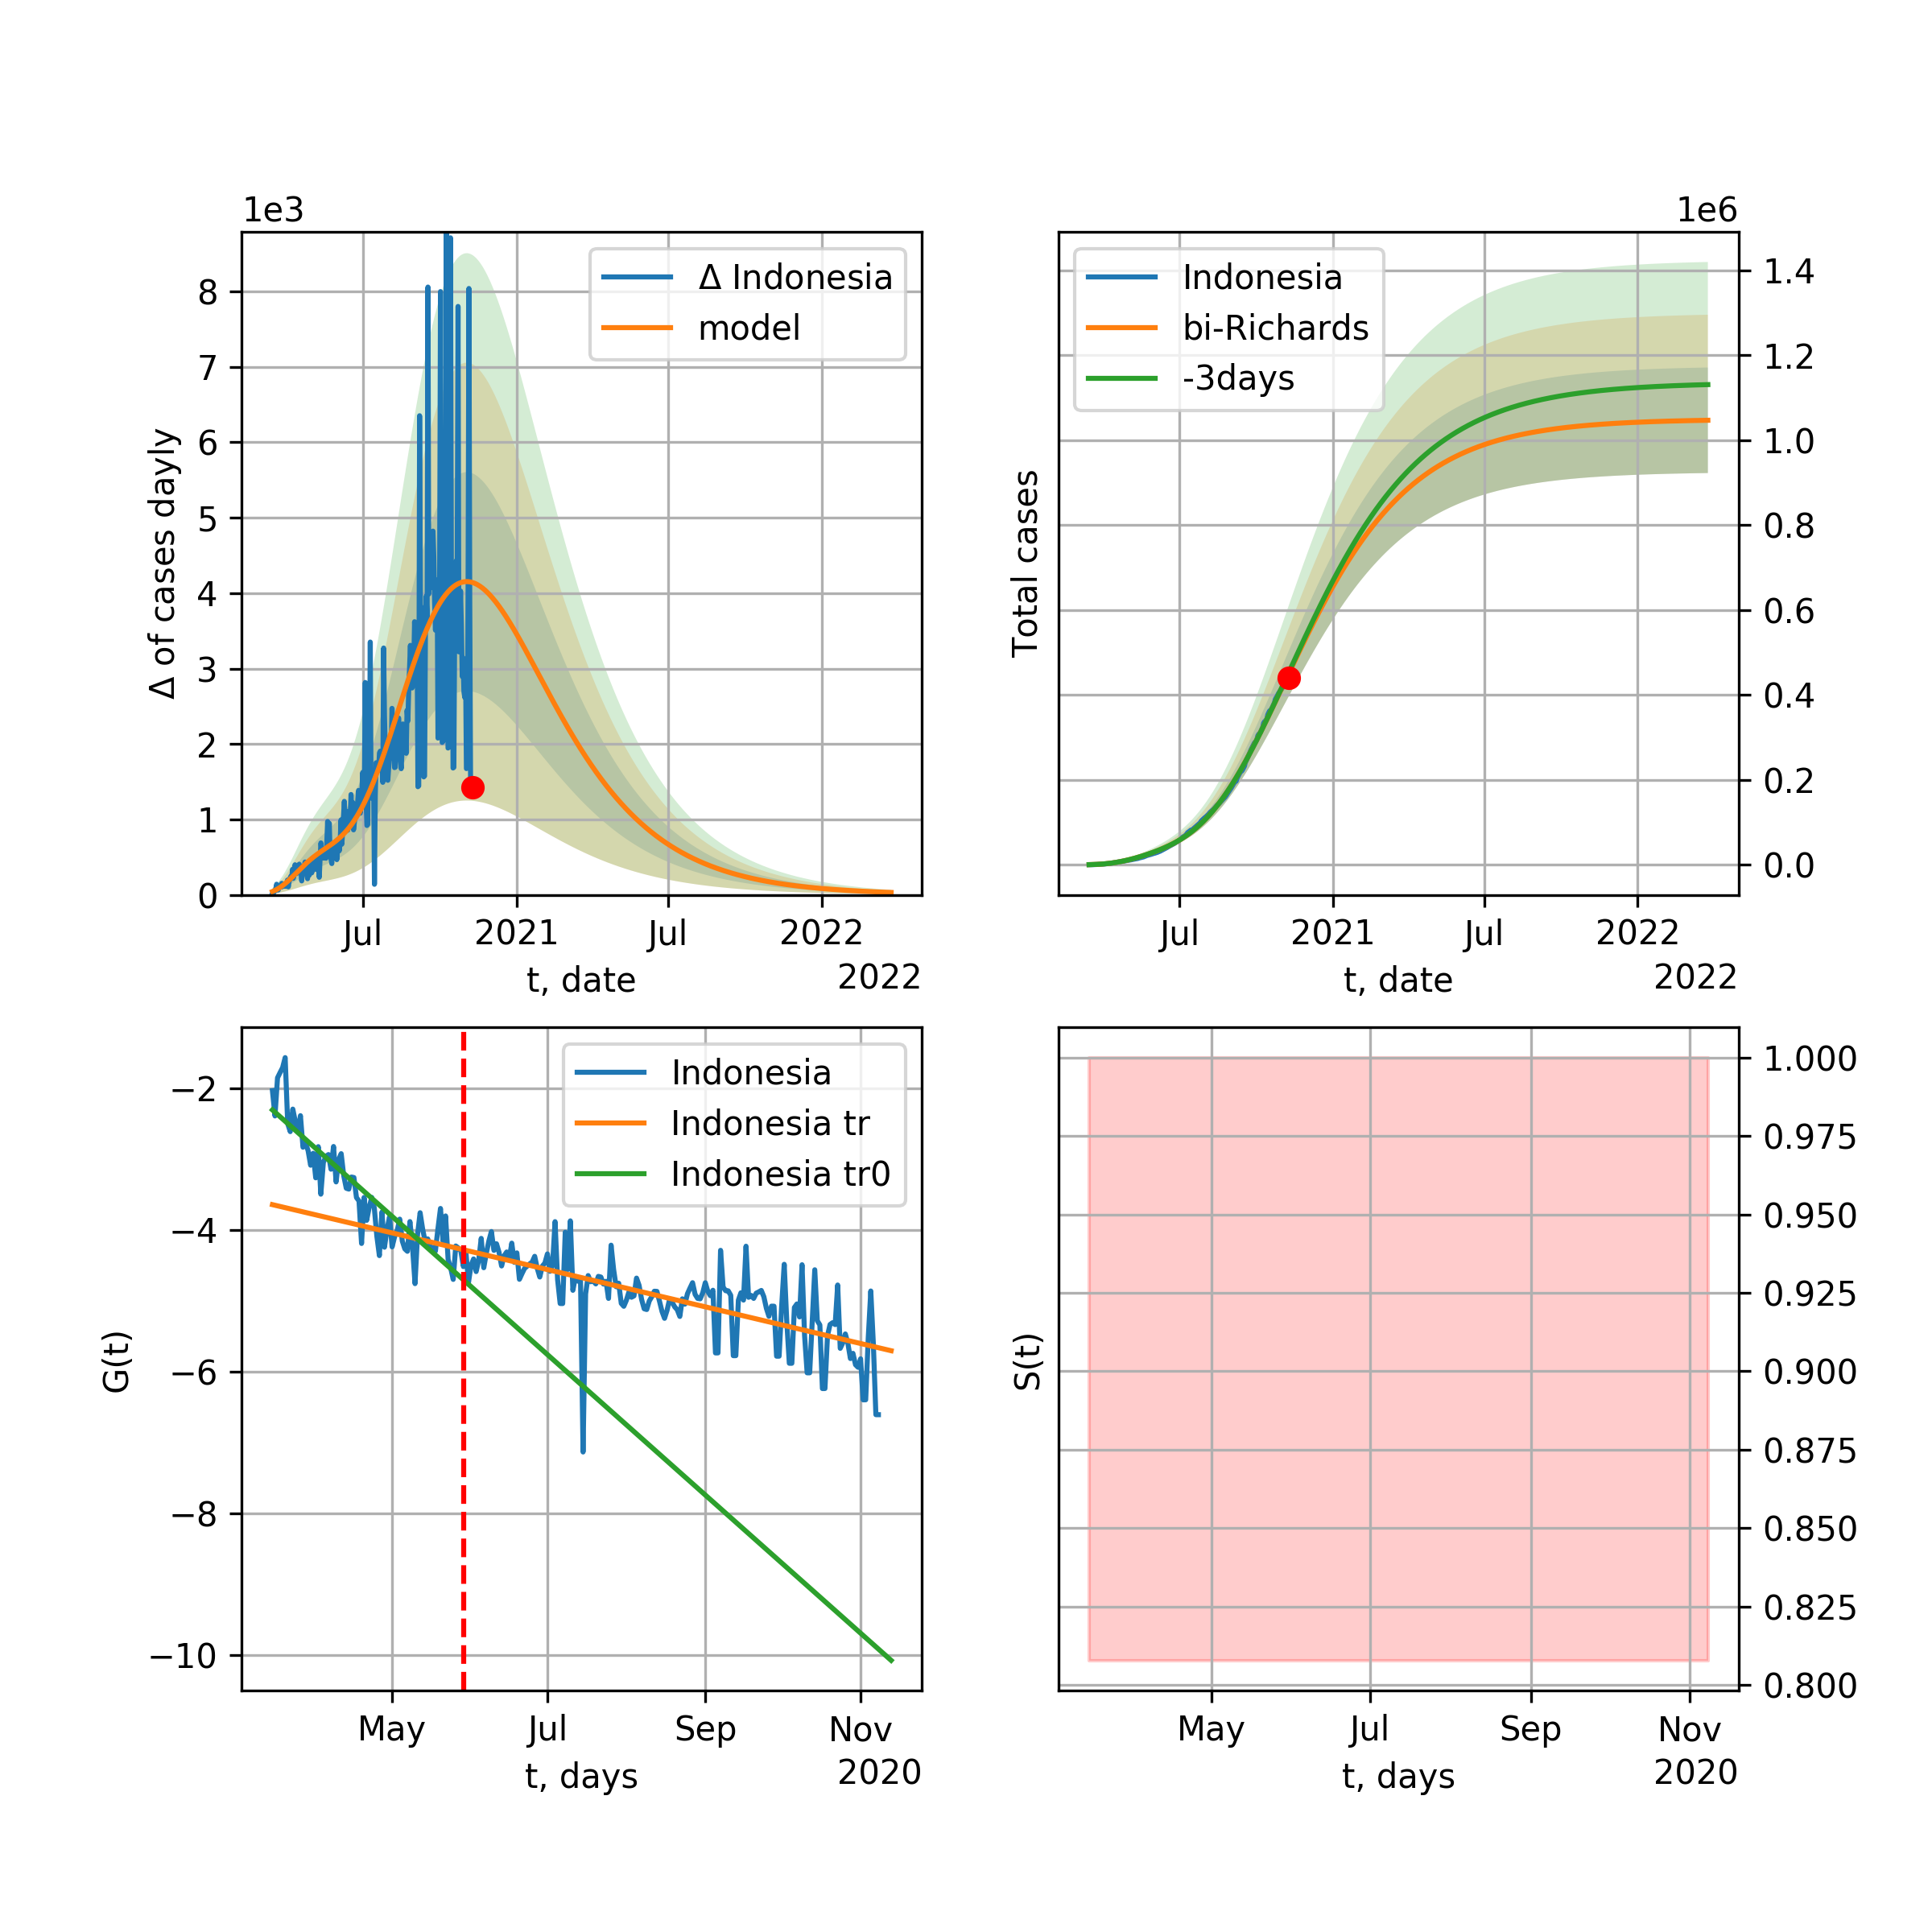 1e3
Δ of cases dayly
8
7
6
5
4
3
2
1
0
Δ Indonesia
model
Jul
2021
Jul
2022
t, date
2022
1e6
Total cases
Indonesia
bi-Richards
-3days
1.4
1.2
1.0
0.8
0.6
0.4
0.2
0.0
Jul
2021
Jul
2022
t, date
2022
G(t)
−2
−4
−6
−8
−10
Indonesia
Indonesia tr
Indonesia tr0
May
Jul
Sep
Nov
t, days
2020
S(t)
1.000
0.975
0.950
0.925
0.900
0.875
0.850
0.825
0.800
May
Jul
Sep
Nov
t, days
2020